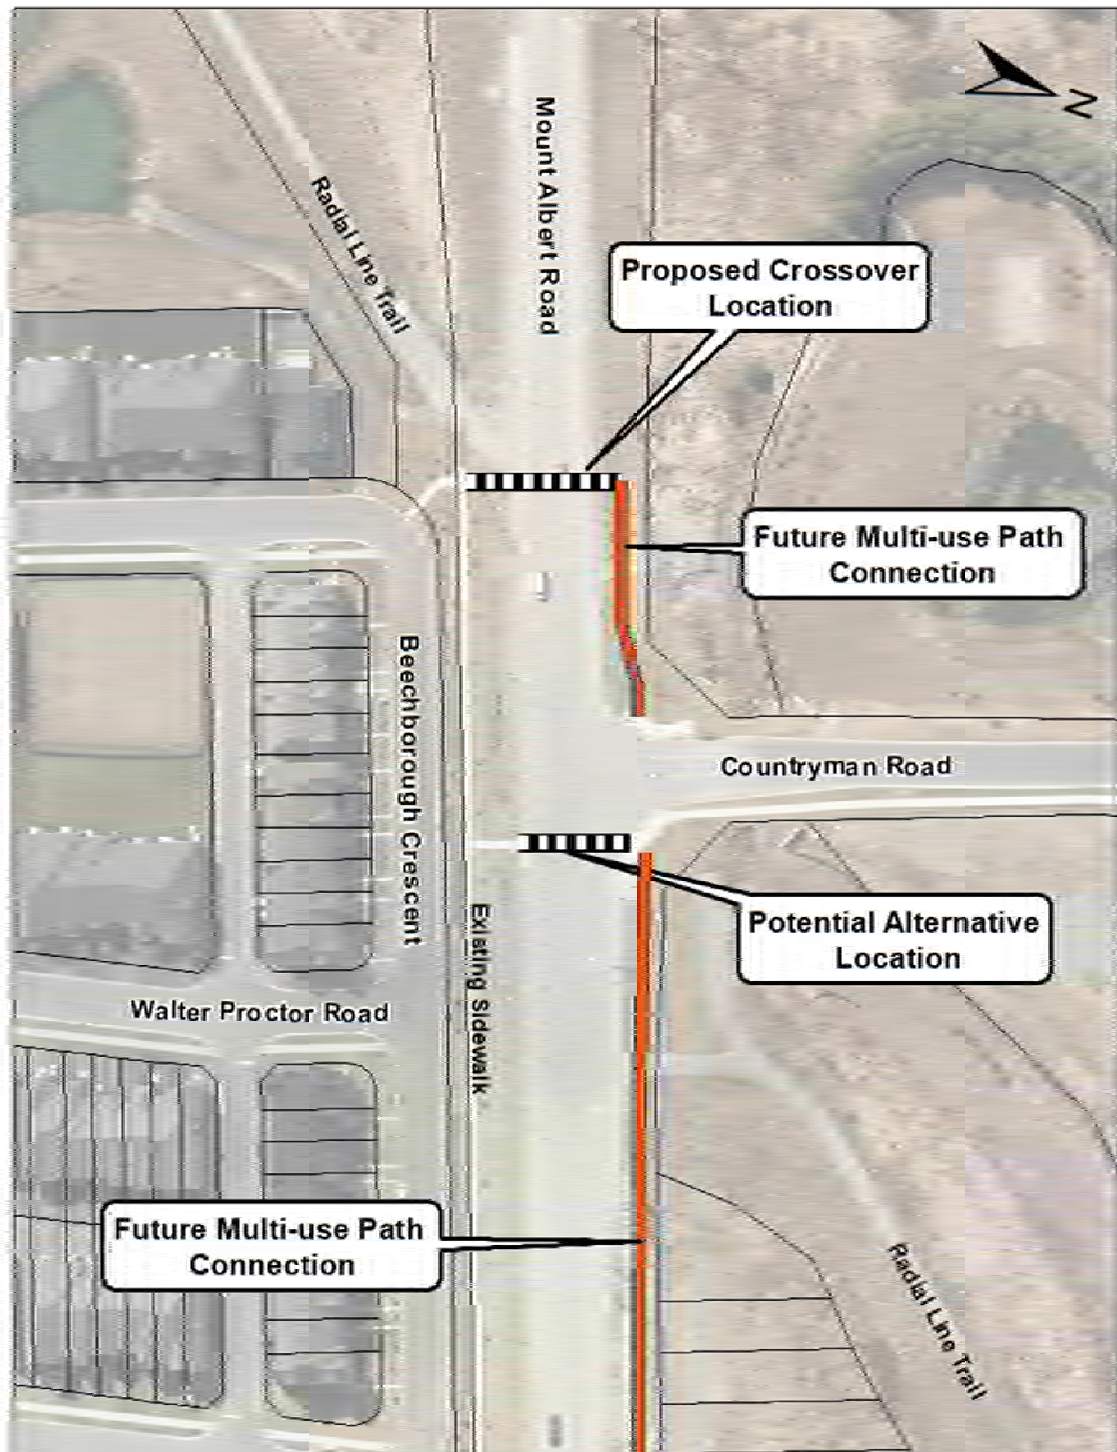 N
Mount Albert Road
Radial Line Trail
Proposed Crossover
Location
Future Multi-use Path
Connection
Beechborough Crescent
Countryman Road
Existing Sidewalk
Potential Alternative
Location
Walter Proctor Road
Future Multi-use Path
Connection
Radial Line Trail